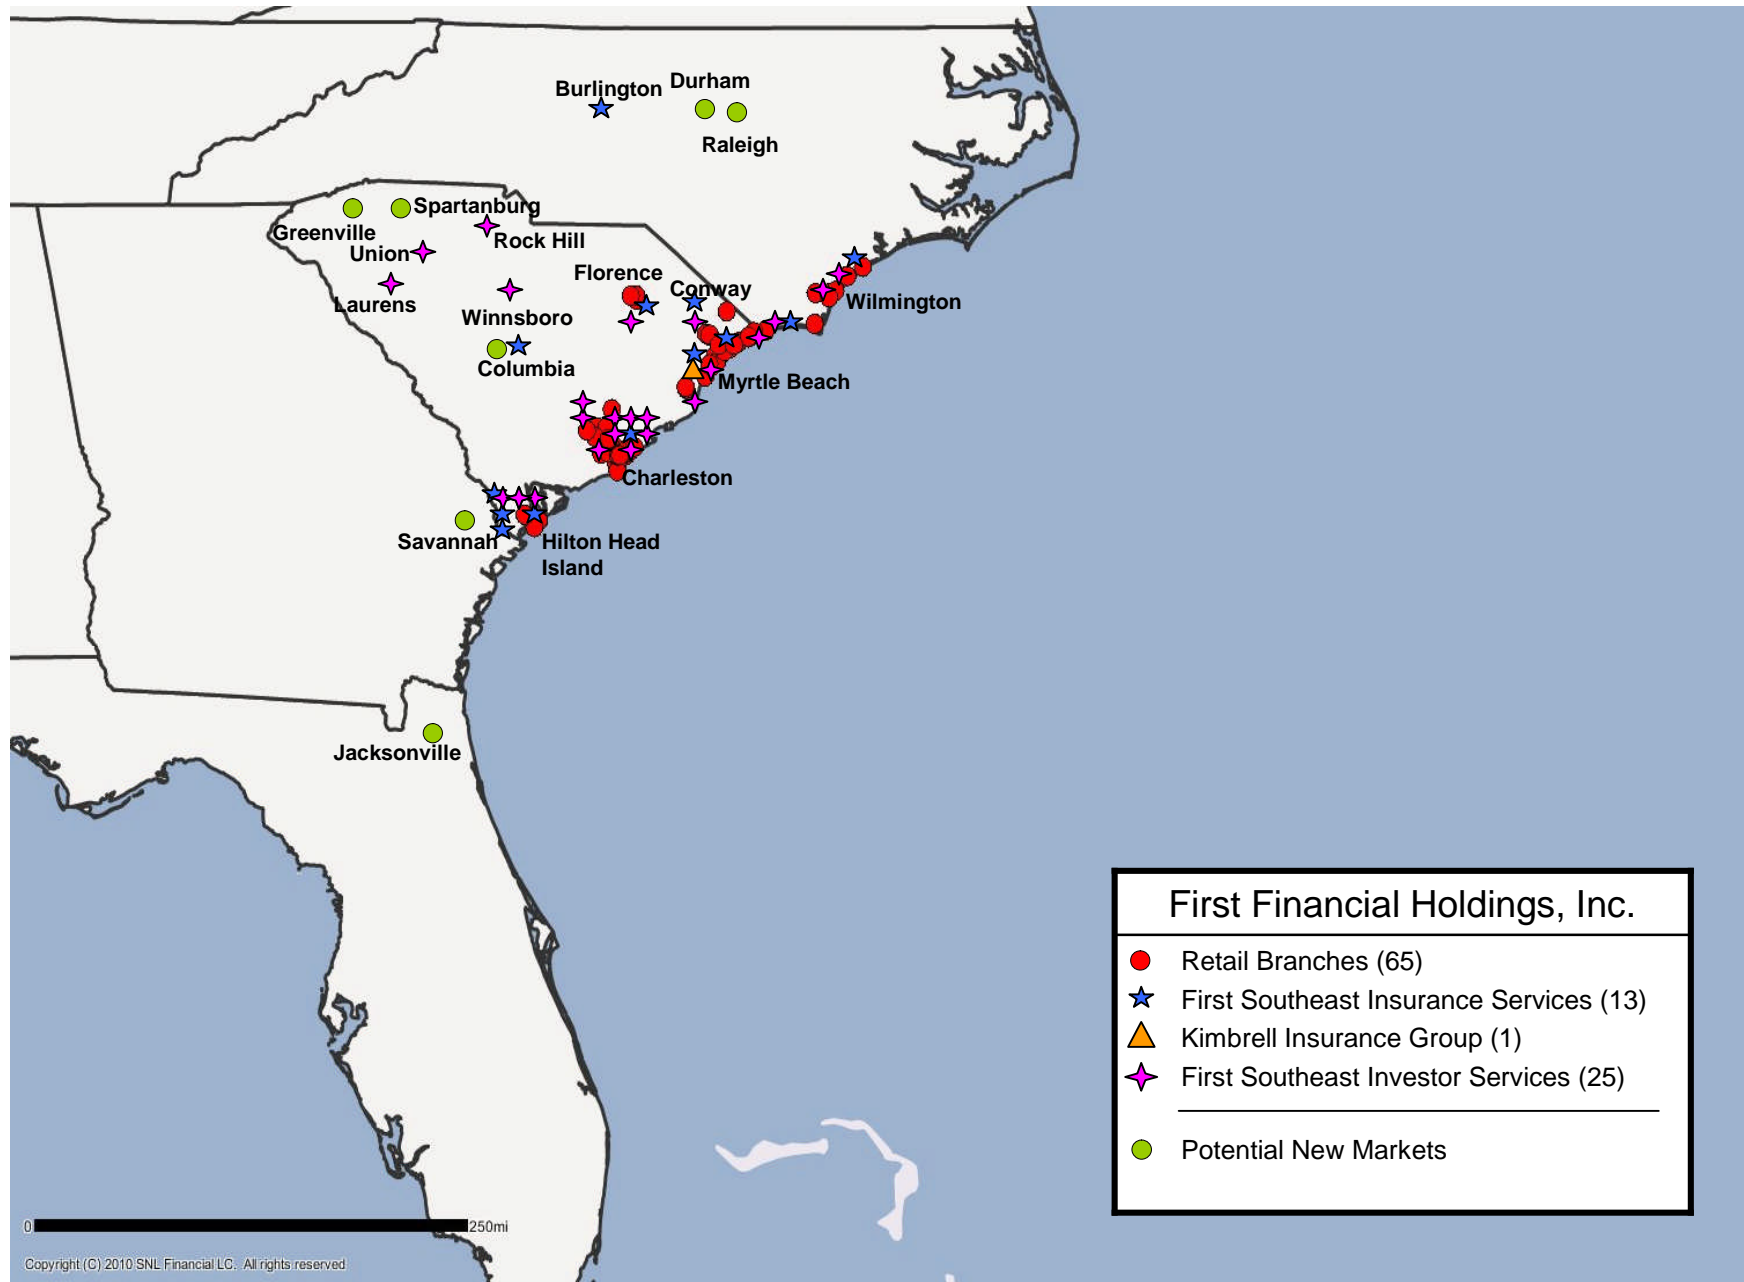 Burlington
Durham
Raleigh
Spartanburg
Greenville
Rock Hill
Union
Florence
Laurens
Conway
Wilmington
Winnsboro
Columbia
Myrtle Beach
Charleston
Savannah
Hilton Head
Island
Jacksonville
First Financial Holdings, Inc.
Retail Branches (65)
First Southeast Insurance Services (13)
Kimbrell Insurance Group (1)
First Southeast Investor Services (25)
Potential New Markets
0 250mi
Copyright (C) 2010 SNL Financial LC. All rights reserved